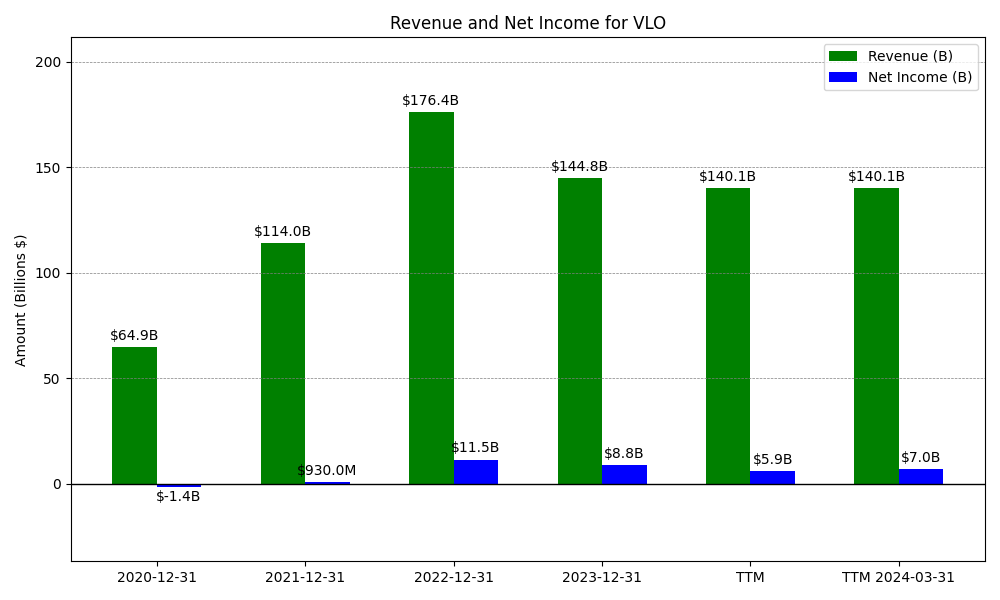 Revenue and Net Income for VLO
Revenue (B)
Net Income (B)
Amount (Billions $)
200
150
100
50
0
$64.9B
$-1.4B
$114.0B
$930.0M
$176.4B
$11.5B
$144.8B
$8.8B
$140.1B
$5.9B
$140.1B
$7.0B
2020-12-31
2021-12-31
2022-12-31
2023-12-31
TTM
TTM 2024-03-31